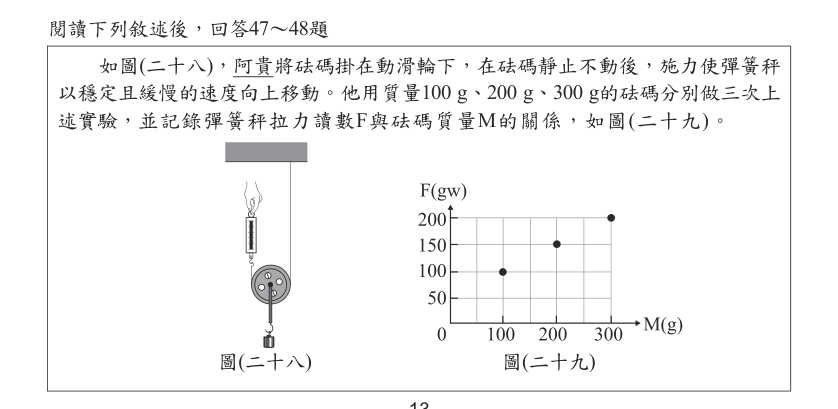 閱讀下列敘述後，回答47～48題
如圖(二十八)，阿貴將砝碼掛在動滑輪下，在砝碼靜止不動後，施力使彈簧秤
以穩定且緩慢的速度向上移動。他用質量100 g、200 g、300 g的砝碼分別做三次上
述實驗，並記錄彈簧秤拉力讀數F與砝碼質量M的關係，如圖(二十九)。
F(gw)
200
150
100
50
0 100 200 300 M(g)
圖(二十八) 圖(二十九)